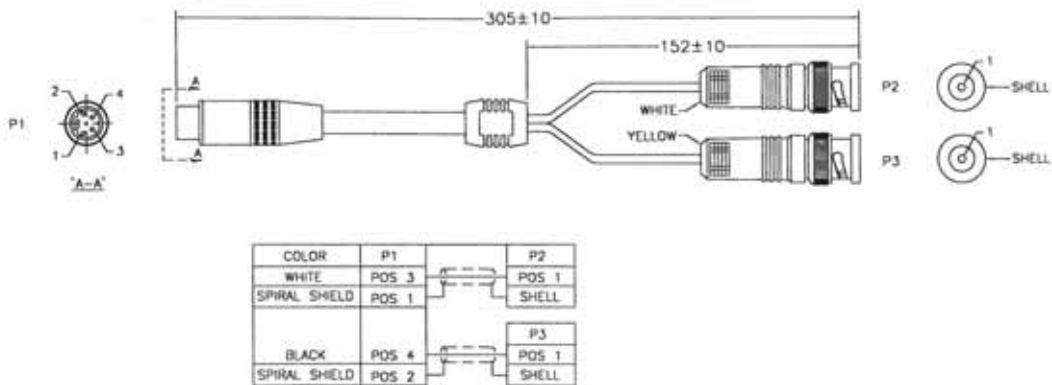 305±10
152±10
A
2
4
P1
1
3
"A-A"
A
WHITE
YELLOW
P2
1
SHELL
P3
1
SHELL
COLOR P1 P2
WHITE POS 3 POS 1
SPIRAL SHIELD POS 1 SHELL
P3
BLACK POS 4 POS 1
SPIRAL SHIELD POS 2 SHELL